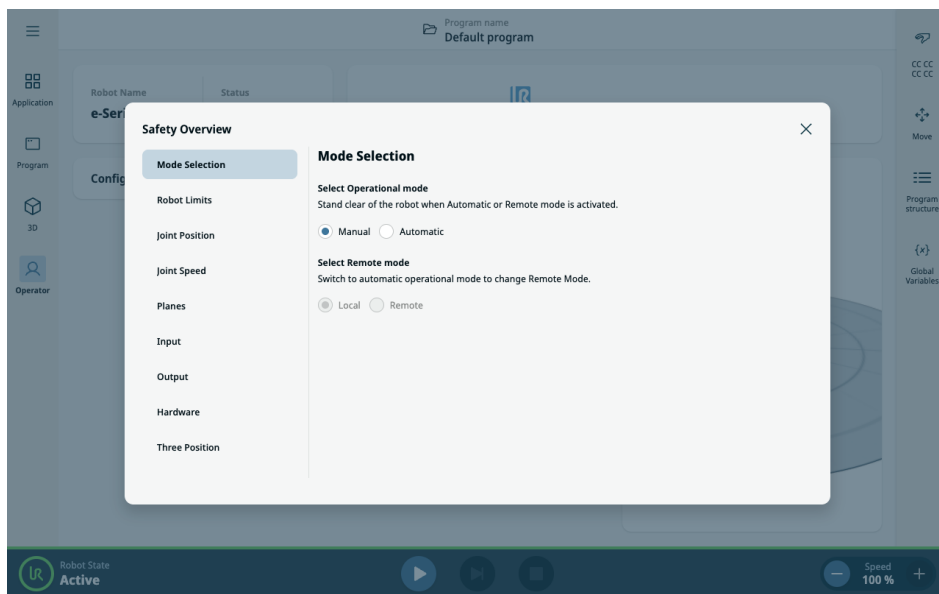 Program name
Default program
Application
Program
3D
Operator
Robot Name
Status
e-Seri
Config
Safety Overview
Mode Selection
Robot Limits
Joint Position
Joint Speed
Planes
Input
Output
Hardware
Three Position
Mode Selection
Select Operational mode
Stand clear of the robot when Automatic or Remote mode is activated.
Manual Automatic
Select Remote mode
Switch to automatic operational mode to change Remote Mode.
Local Remote
CC CC
CC CC
Move
Program
structure
{x}
Global
Variables
Robot State
Active
Speed
100 %